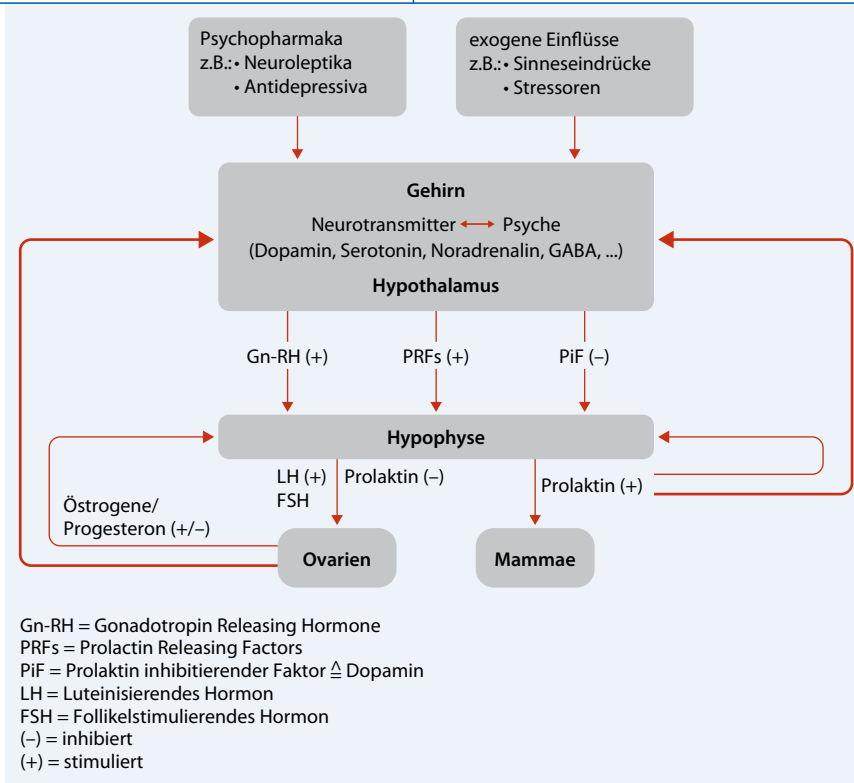 Psychopharmaka
z.B.: • Neuroleptika
• Antidepressiva
exogene Einflüsse
z.B.: • Sinneseindrücke
• Stressoren
Gehirn
Neurotransmitter ↔ Psyche
(Dopamin, Serotonin, Noradrenalin, GABA, ...)
Hypothalamus
Gn-RH (+) PRFs (+) PiF (–)
Hypophyse
LH (+)
FSH
Prolaktin (–)
Prolaktin (+)
Östrogene/
Progesteron (+/–)
Ovarien
Mammae
Gn-RH = Gonadotropin Releasing Hormone
PRFs = Prolactin Releasing Factors
PiF = Prolaktin inhibitierender Faktor ≙ Dopamin
LH = Luteinisierendes Hormon
FSH = Follikelstimulierendes Hormon
(–) = inhibiert
(+) = stimuliert